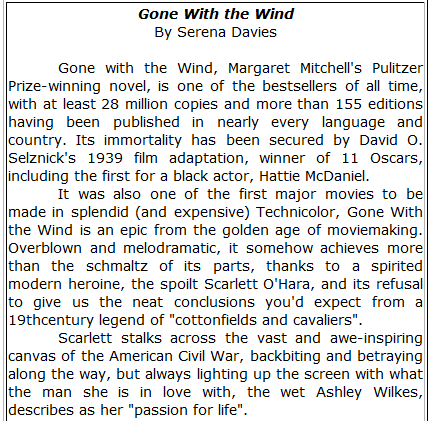 Gone With the Wind
By Serena Davies
Gone with the Wind, Margaret Mitchell's Pulitzer
Prize-winning novel, is one of the bestsellers of all time,
with at least 28 million copies and more than 155 editions
having been published in nearly every language and
country. Its immortality has been secured by David O.
Selznick's 1939 film adaptation, winner of 11 Oscars,
including the first for a black actor, Hattie McDaniel.
It was also one of the first major movies to be
made in splendid (and expensive) Technicolor, Gone With
the Wind is an epic from the golden age of moviemaking.
Overblown and melodramatic, it somehow achieves more
than the schmaltz of its parts, thanks to a spirited
modern heroine, the spoilt Scarlett O'Hara, and its refusal
to give us the neat conclusions you'd expect from a
19thcentury legend of "cottonfields and cavaliers".
Scarlett stalks across the vast and awe-inspiring
canvas of the American Civil War, backbiting and betraying
along the way, but always lighting up the screen with what
the man she is in love with, the wet Ashley Wilkes,
describes as her "passion for life".